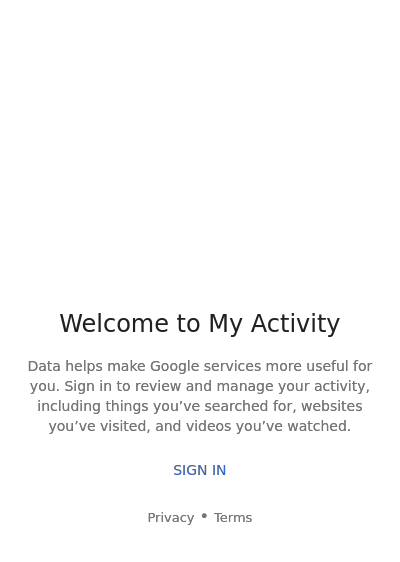 Welcome to My Activity
Data helps make Google services more useful for
you. Sign in to review and manage your activity,
including things you’ve searched for, websites
you’ve visited, and videos you’ve watched.
SIGN IN
Privacy • Terms